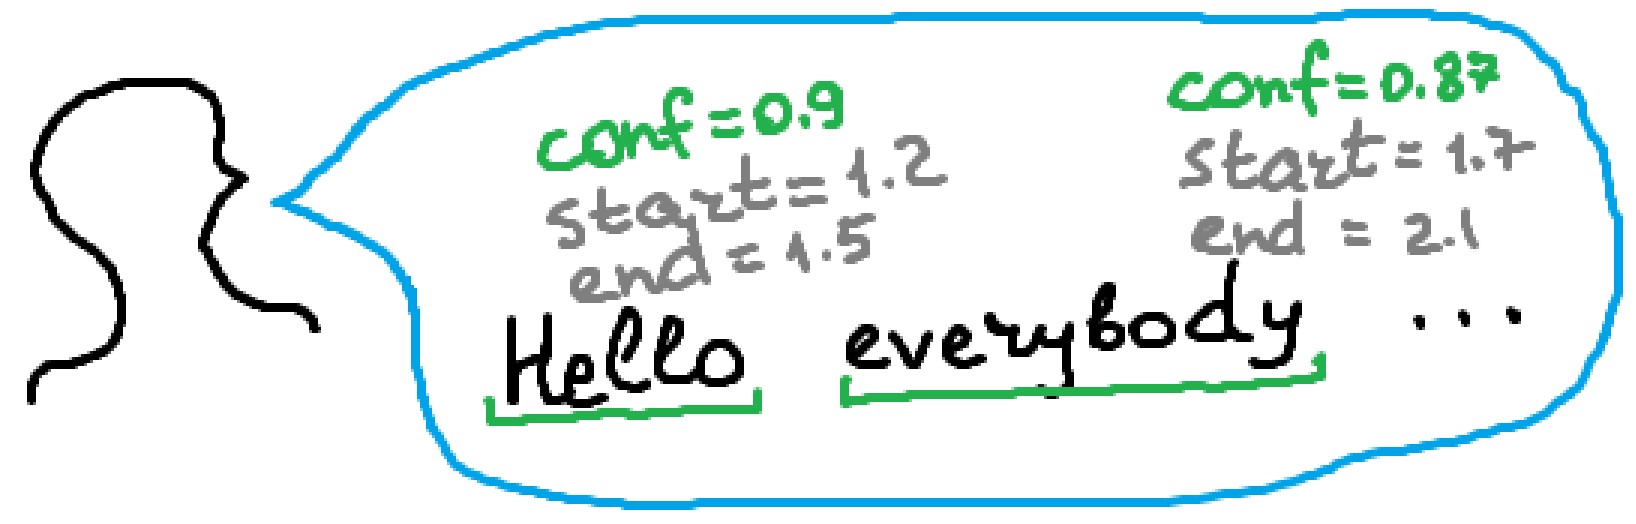 conf=0.9
start=1.2
end=1.5
conf=0.87
start=1.7
end=2.1
Hello everybody ...